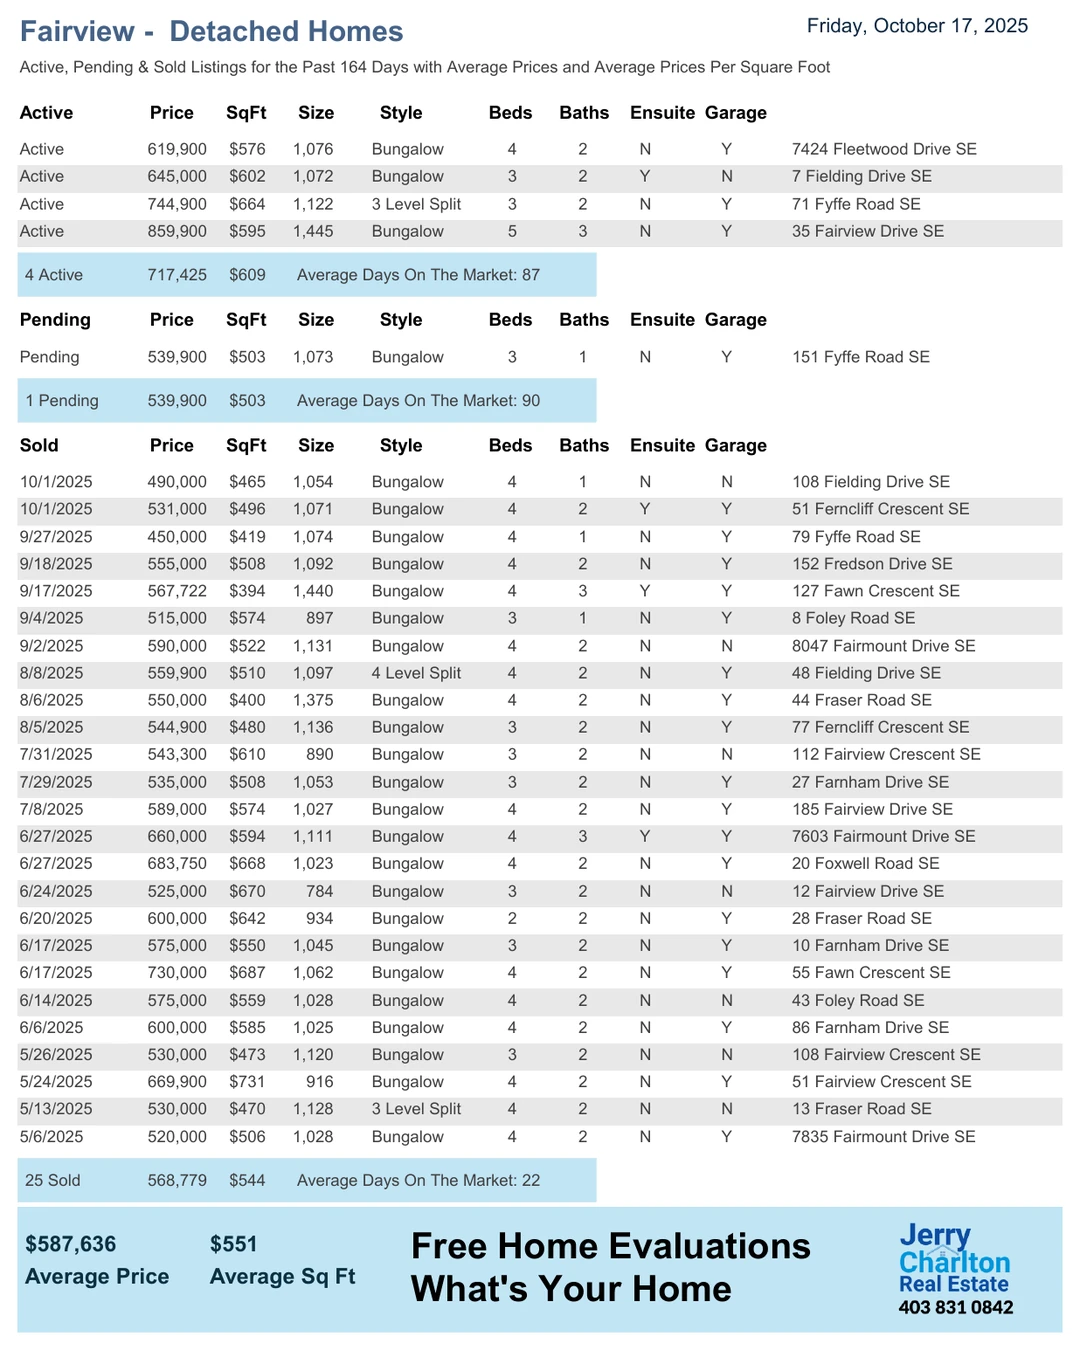 Fairview - Detached Homes
Friday, October 17, 2025
Active, Pending & Sold Listings for the Past 164 Days with Average Prices and Average Prices Per Square Foot
Active Price SqFt Size Style Beds Baths Ensuite Garage
Active 619,900 $576 1,076 Bungalow 4 2 N Y 7424 Fleetwood Drive SE
Active 645,000 $602 1,072 Bungalow 3 2 Y N 7 Fielding Drive SE
Active 744,900 $664 1,122 3 Level Split 3 2 N Y 71 Fyffe Road SE
Active 859,900 $595 1,445 Bungalow 5 3 N Y 35 Fairview Drive SE
4 Active 717,425 $609 Average Days On The Market: 87
Pending Price SqFt Size Style Beds Baths Ensuite Garage
Pending 539,900 $503 1,073 Bungalow 3 1 N Y 151 Fyffe Road SE
1 Pending 539,900 $503 Average Days On The Market: 90
Sold Price SqFt Size Style Beds Baths Ensuite Garage
10/1/2025 490,000 $465 1,054 Bungalow 4 1 N N 108 Fielding Drive SE
10/1/2025 531,000 $496 1,071 Bungalow 4 2 Y Y 51 Ferncliff Crescent SE
9/27/2025 450,000 $419 1,074 Bungalow 4 1 N Y 79 Fyffe Road SE
9/18/2025 555,000 $508 1,092 Bungalow 4 2 N Y 152 Fredson Drive SE
9/17/2025 567,722 $394 1,440 Bungalow 4 3 Y Y 127 Fawn Crescent SE
9/4/2025 515,000 $574 897 Bungalow 3 1 N Y 8 Foley Road SE
9/2/2025 590,000 $522 1,131 Bungalow 4 2 N N 8047 Fairmount Drive SE
8/8/2025 559,900 $510 1,097 4 Level Split 4 2 N Y 48 Fielding Drive SE
8/6/2025 550,000 $400 1,375 Bungalow 4 2 N Y 44 Fraser Road SE
8/5/2025 544,900 $480 1,136 Bungalow 3 2 N Y 77 Ferncliff Crescent SE
7/31/2025 543,300 $610 890 Bungalow 3 2 N N 112 Fairview Crescent SE
7/29/2025 535,000 $508 1,053 Bungalow 3 2 N Y 27 Farnham Drive SE
7/8/2025 589,000 $574 1,027 Bungalow 4 2 N Y 185 Fairview Drive SE
6/27/2025 660,000 $594 1,111 Bungalow 4 3 Y Y 7603 Fairmount Drive SE
6/27/2025 683,750 $668 1,023 Bungalow 4 2 N Y 20 Foxwell Road SE
6/24/2025 525,000 $670 784 Bungalow 3 2 N N 12 Fairview Drive SE
6/20/2025 600,000 $642 934 Bungalow 2 2 N Y 28 Fraser Road SE
6/17/2025 575,000 $550 1,045 Bungalow 3 2 N Y 10 Farnham Drive SE
6/17/2025 730,000 $687 1,062 Bungalow 4 2 N Y 55 Fawn Crescent SE
6/14/2025 575,000 $559 1,028 Bungalow 4 2 N N 43 Foley Road SE
6/6/2025 600,000 $585 1,025 Bungalow 4 2 N Y 86 Farnham Drive SE
5/26/2025 530,000 $473 1,120 Bungalow 3 2 N N 108 Fairview Crescent SE
5/24/2025 669,900 $731 916 Bungalow 4 2 N Y 51 Fairview Crescent SE
5/13/2025 530,000 $470 1,128 3 Level Split 4 2 N N 13 Fraser Road SE
5/6/2025 520,000 $506 1,028 Bungalow 4 2 N Y 7835 Fairmount Drive SE
25 Sold 568,779 $544 Average Days On The Market: 22
$587,636 $551
Average Price Average Sq Ft
Free Home Evaluations
What's Your Home
Jerry
Charlton
Real Estate
403 831 0842